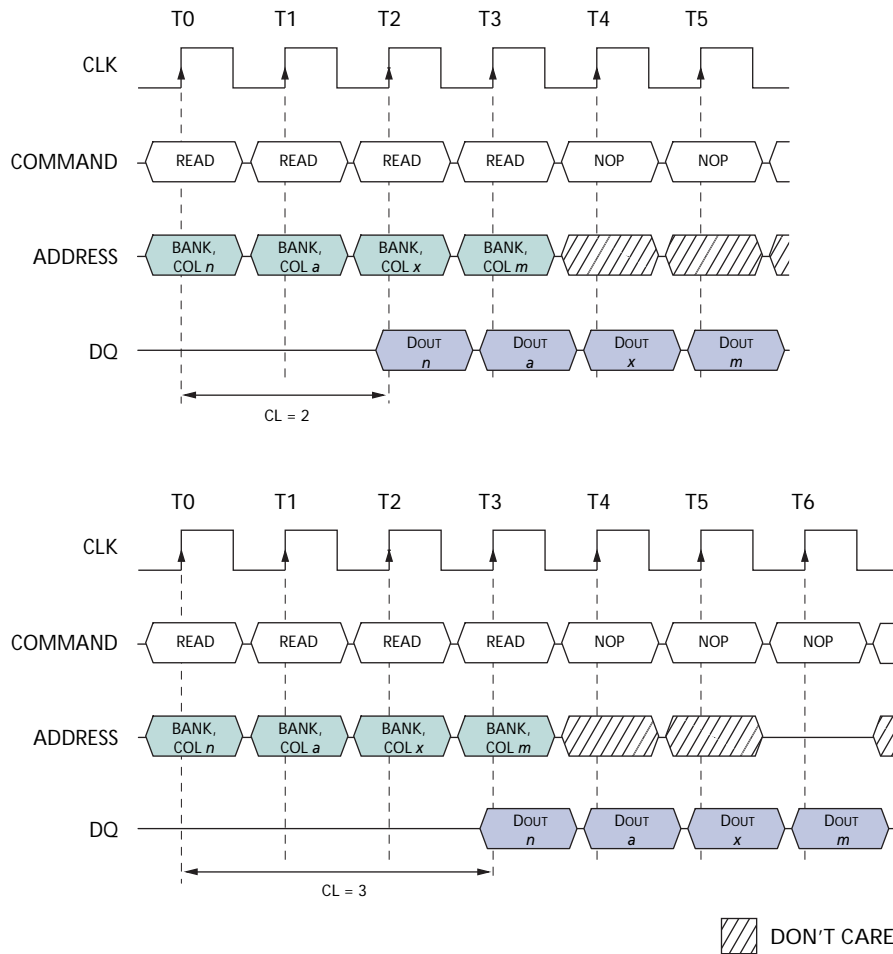 T0 T1 T2 T3 T4 T5
CLK
COMMAND READ READ READ READ NOP NOP
ADDRESS
BANK, BANK, BANK, BANK,
COL n COL a COL x COL m
DQ
DOUT DOUT DOUT DOUT
n a x m
CL = 2
T0 T1 T2 T3 T4 T5 T6
CLK
COMMAND READ READ READ READ NOP NOP NOP
ADDRESS
BANK, BANK, BANK, BANK,
COL n COL a COL x COL m
DQ
DOUT DOUT DOUT DOUT
n a x m
CL = 3
DON'T CARE